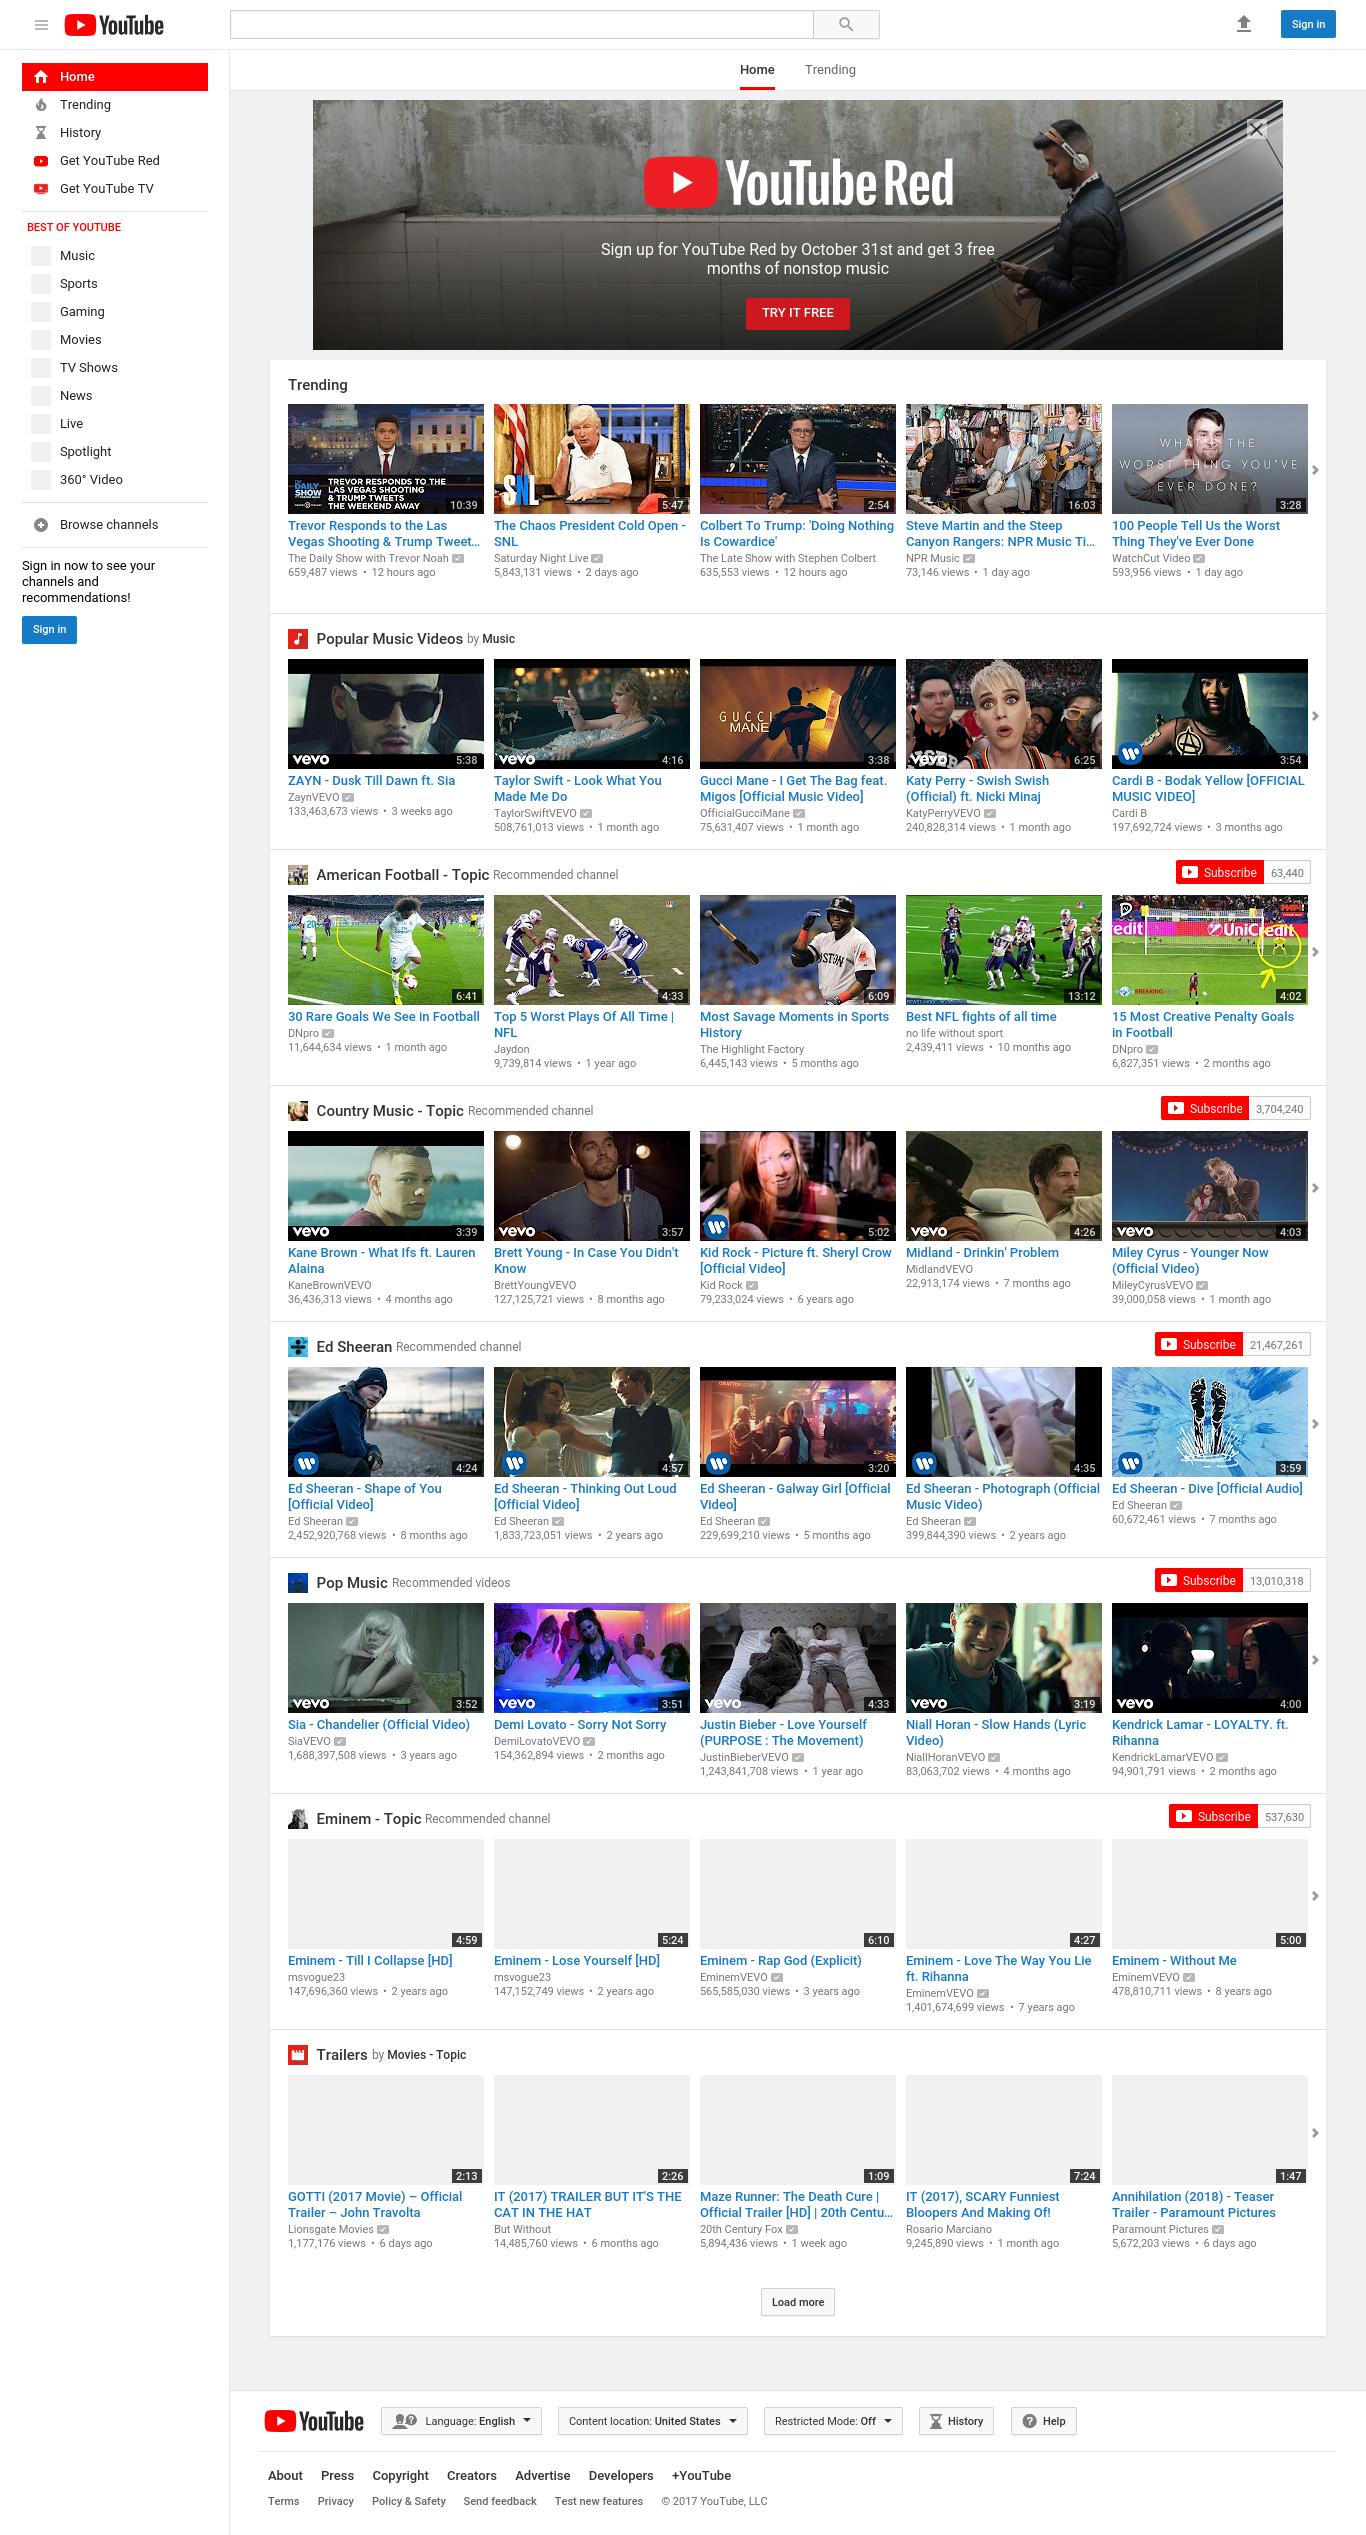 YouTube
Sign in
Home
Trending
History
Get YouTube Red
Get YouTube TV
BEST OF YOUTUBE
Music
Sports
Gaming
Movies
TV Shows
News
Live
Spotlight
360° Video
Browse channels
Sign in now to see your
channels and
recommendations!
Sign in
Home Trending
YouTube Red
Sign up for YouTube Red by October 31st and get 3 free
months of nonstop music
TRY IT FREE
Trending
THE DAILY SHOW
TREVOR RESPONDS TO THE
LAS VEGAS SHOOTING
& TRUMP TWEETS
THE WEEKEND AWAY
10:39
Trevor Responds to the Las
Vegas Shooting & Trump Tweet...
The Daily Show with Trevor Noah
659,487 views • 12 hours ago
SNL
5:47
The Chaos President Cold Open -
SNL
Saturday Night Live
5,843,131 views • 2 days ago
2:54
Colbert To Trump: 'Doing Nothing
Is Cowardice'
The Late Show with Stephen Colbert
635,553 views • 12 hours ago
16:03
Steve Martin and the Steep
Canyon Rangers: NPR Music Ti...
NPR Music
73,146 views • 1 day ago
WHAT'S THE
WORST THING YOU'VE
EVER DONE?
3:28
100 People Tell Us the Worst
Thing They've Ever Done
WatchCut Video
593,956 views • 1 day ago
Popular Music Videos by Music
vevo 5:38
ZAYN - Dusk Till Dawn ft. Sia
ZaynVEVO
133,463,673 views • 3 weeks ago
vevo 4:16
Taylor Swift - Look What You
Made Me Do
TaylorSwiftVEVO
508,761,013 views • 1 month ago
GUCCI
MANE
3:38
Gucci Mane - I Get The Bag feat.
Migos [Official Music Video]
OfficialGucciMane
75,631,407 views • 1 month ago
vevo 6:25
Katy Perry - Swish Swish
(Official) ft. Nicki Minaj
KatyPerryVEVO
240,828,314 views • 1 month ago
3:54
Cardi B - Bodak Yellow [OFFICIAL
MUSIC VIDEO]
Cardi B
197,692,724 views • 3 months ago
American Football - Topic Recommended channel
Subscribe 63,440
6:41
30 Rare Goals We See in Football
DNpro
11,644,634 views • 1 month ago
4:33
Top 5 Worst Plays Of All Time |
NFL
Jaydon
9,739,814 views • 1 year ago
BOSTON
6:09
Most Savage Moments in Sports
History
The Highlight Factory
6,445,143 views • 5 months ago
13:12
Best NFL fights of all time
no life without sport
2,439,411 views • 10 months ago
edit UniCredit
BREAKING
4:02
15 Most Creative Penalty Goals
in Football
DNpro
6,827,351 views • 2 months ago
Country Music - Topic Recommended channel
Subscribe 3,704,240
vevo 3:39
Kane Brown - What Ifs ft. Lauren
Alaina
KaneBrownVEVO
36,436,313 views • 4 months ago
vevo 3:57
Brett Young - In Case You Didn't
Know
BrettYoungVEVO
127,125,721 views • 8 months ago
5:02
Kid Rock - Picture ft. Sheryl Crow
[Official Video]
Kid Rock
79,233,024 views • 6 years ago
vevo 4:26
Midland - Drinkin' Problem
MidlandVEVO
22,913,174 views • 7 months ago
vevo 4:03
Miley Cyrus - Younger Now
(Official Video)
MileyCyrusVEVO
39,000,058 views • 1 month ago
Ed Sheeran Recommended channel
Subscribe 21,467,261
4:24
Ed Sheeran - Shape of You
[Official Video]
Ed Sheeran
2,452,920,768 views • 8 months ago
4:57
Ed Sheeran - Thinking Out Loud
[Official Video]
Ed Sheeran
1,833,723,051 views • 2 years ago
GRAFTON STREET
3:20
Ed Sheeran - Galway Girl [Official
Video]
Ed Sheeran
229,699,210 views • 5 months ago
4:35
Ed Sheeran - Photograph (Official
Music Video)
Ed Sheeran
399,844,390 views • 2 years ago
3:59
Ed Sheeran - Dive [Official Audio]
Ed Sheeran
60,672,461 views • 7 months ago
Pop Music Recommended videos
Subscribe 13,010,318
vevo 3:52
Sia - Chandelier (Official Video)
SiaVEVO
1,688,397,508 views • 3 years ago
vevo 3:51
Demi Lovato - Sorry Not Sorry
DemiLovatoVEVO
154,362,894 views • 2 months ago
vevo 4:33
Justin Bieber - Love Yourself
(PURPOSE : The Movement)
JustinBieberVEVO
1,243,841,708 views • 1 year ago
vevo 3:19
Niall Horan - Slow Hands (Lyric
Video)
NiallHoranVEVO
83,063,702 views • 4 months ago
vevo 4:00
Kendrick Lamar - LOYALTY. ft.
Rihanna
KendrickLamarVEVO
94,901,791 views • 2 months ago
Eminem - Topic Recommended channel
Subscribe 537,630
4:59
Eminem - Till I Collapse [HD]
msvogue23
147,696,360 views • 2 years ago
5:24
Eminem - Lose Yourself [HD]
msvogue23
147,152,749 views • 2 years ago
6:10
Eminem - Rap God (Explicit)
EminemVEVO
565,585,030 views • 3 years ago
4:27
Eminem - Love The Way You Lie
ft. Rihanna
EminemVEVO
1,401,674,699 views • 7 years ago
5:00
Eminem - Without Me
EminemVEVO
478,810,711 views • 8 years ago
Trailers by Movies - Topic
2:13
GOTTI (2017 Movie) – Official
Trailer – John Travolta
Lionsgate Movies
1,177,176 views • 6 days ago
2:26
IT (2017) TRAILER BUT IT'S THE
CAT IN THE HAT
But Without
14,485,760 views • 6 months ago
1:09
Maze Runner: The Death Cure |
Official Trailer [HD] | 20th Centu...
20th Century Fox
5,894,436 views • 1 week ago
7:24
IT (2017), SCARY Funniest
Bloopers And Making Of!
Rosario Marciano
9,245,890 views • 1 month ago
1:47
Annihilation (2018) - Teaser
Trailer - Paramount Pictures
Paramount Pictures
5,672,203 views • 6 days ago
Load more
YouTube Language: English Content location: United States Restricted Mode: Off History Help
About Press Copyright Creators Advertise Developers +YouTube
Terms Privacy Policy & Safety Send feedback Test new features © 2017 YouTube, LLC